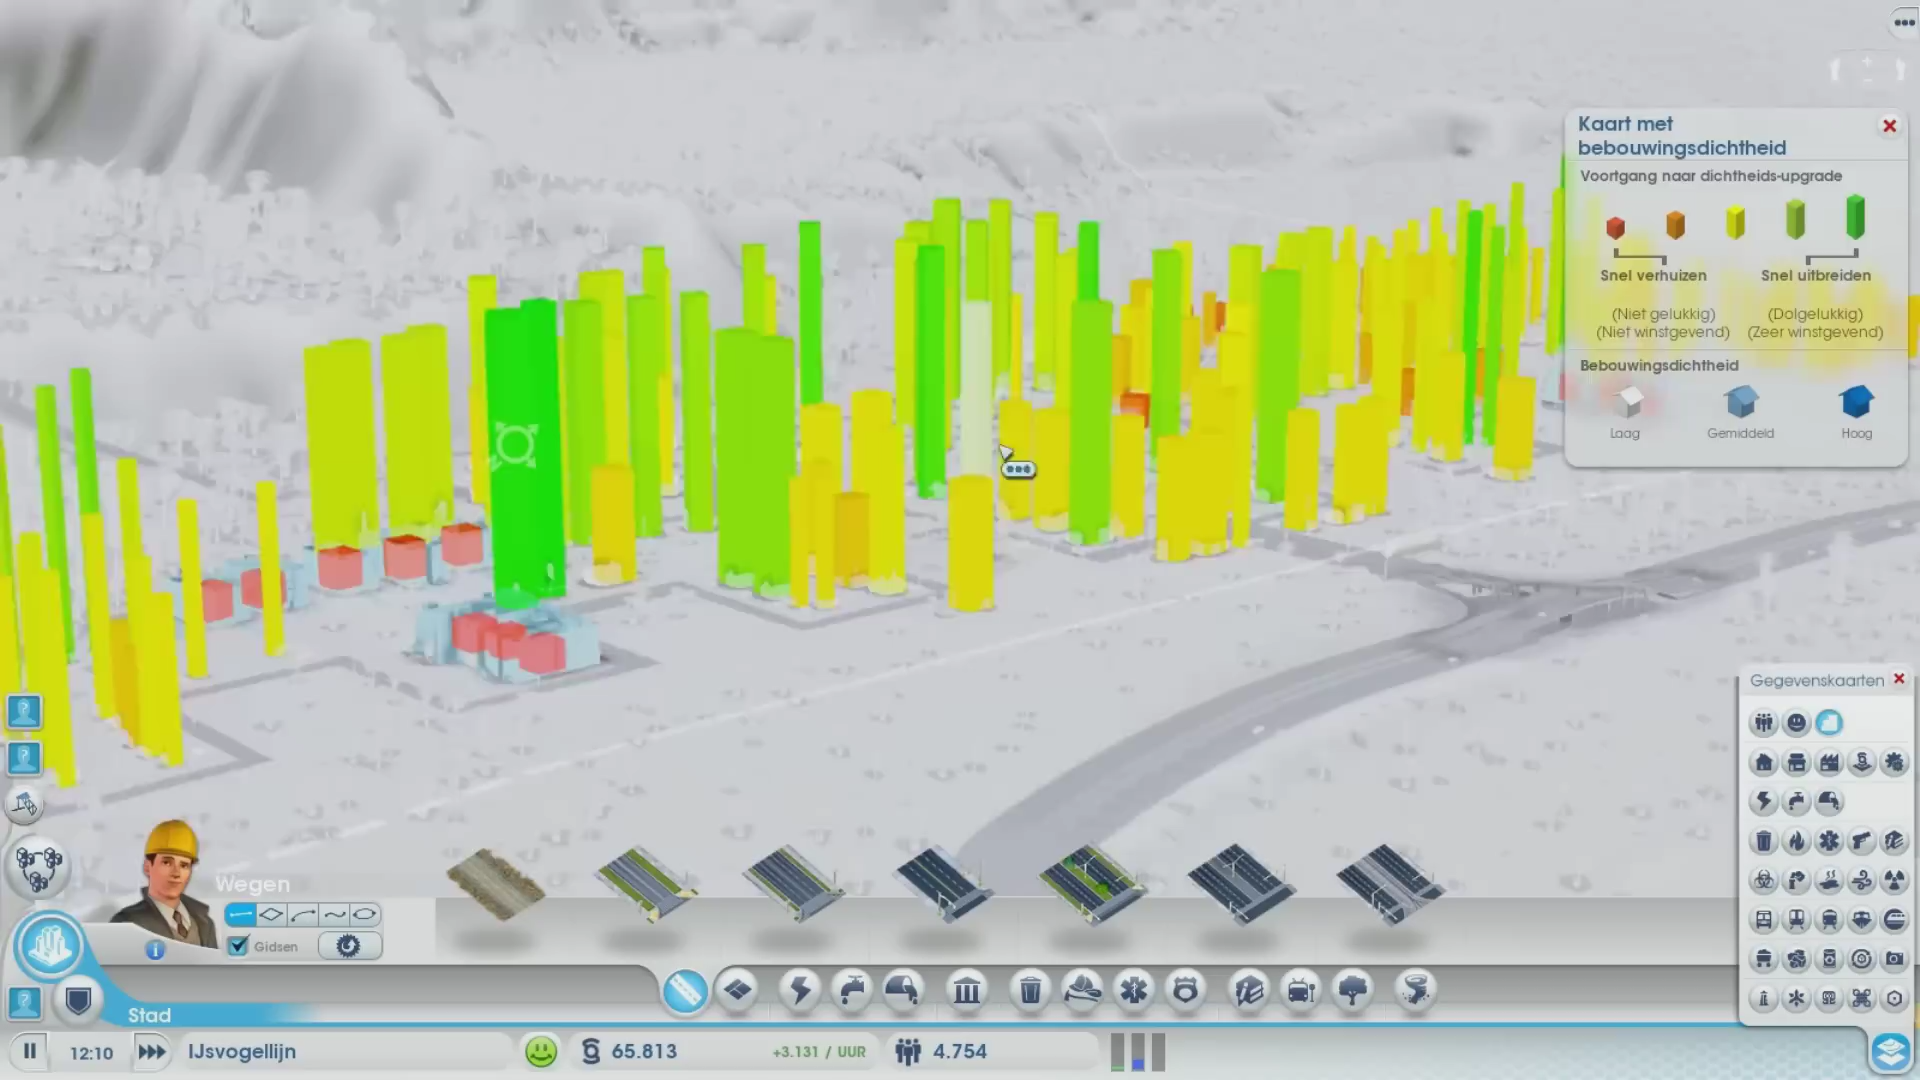 Kaart met
bebouwingsdichtheid
Voortgang naar dichtheids-upgrade
Snel verhuizen Snel uitbreiden
(Niet gelukkig) (Dolgelukkig)
(Niet winstgevend) (Zeer winstgevend)
Bebouwingsdichtheid
Laag Gemiddeld Hoog
Gegevenskaarten
Wegen
Gidsen
Stad
12:10 IJsvogellijn 65.813 +3.131 / UUR 4.754